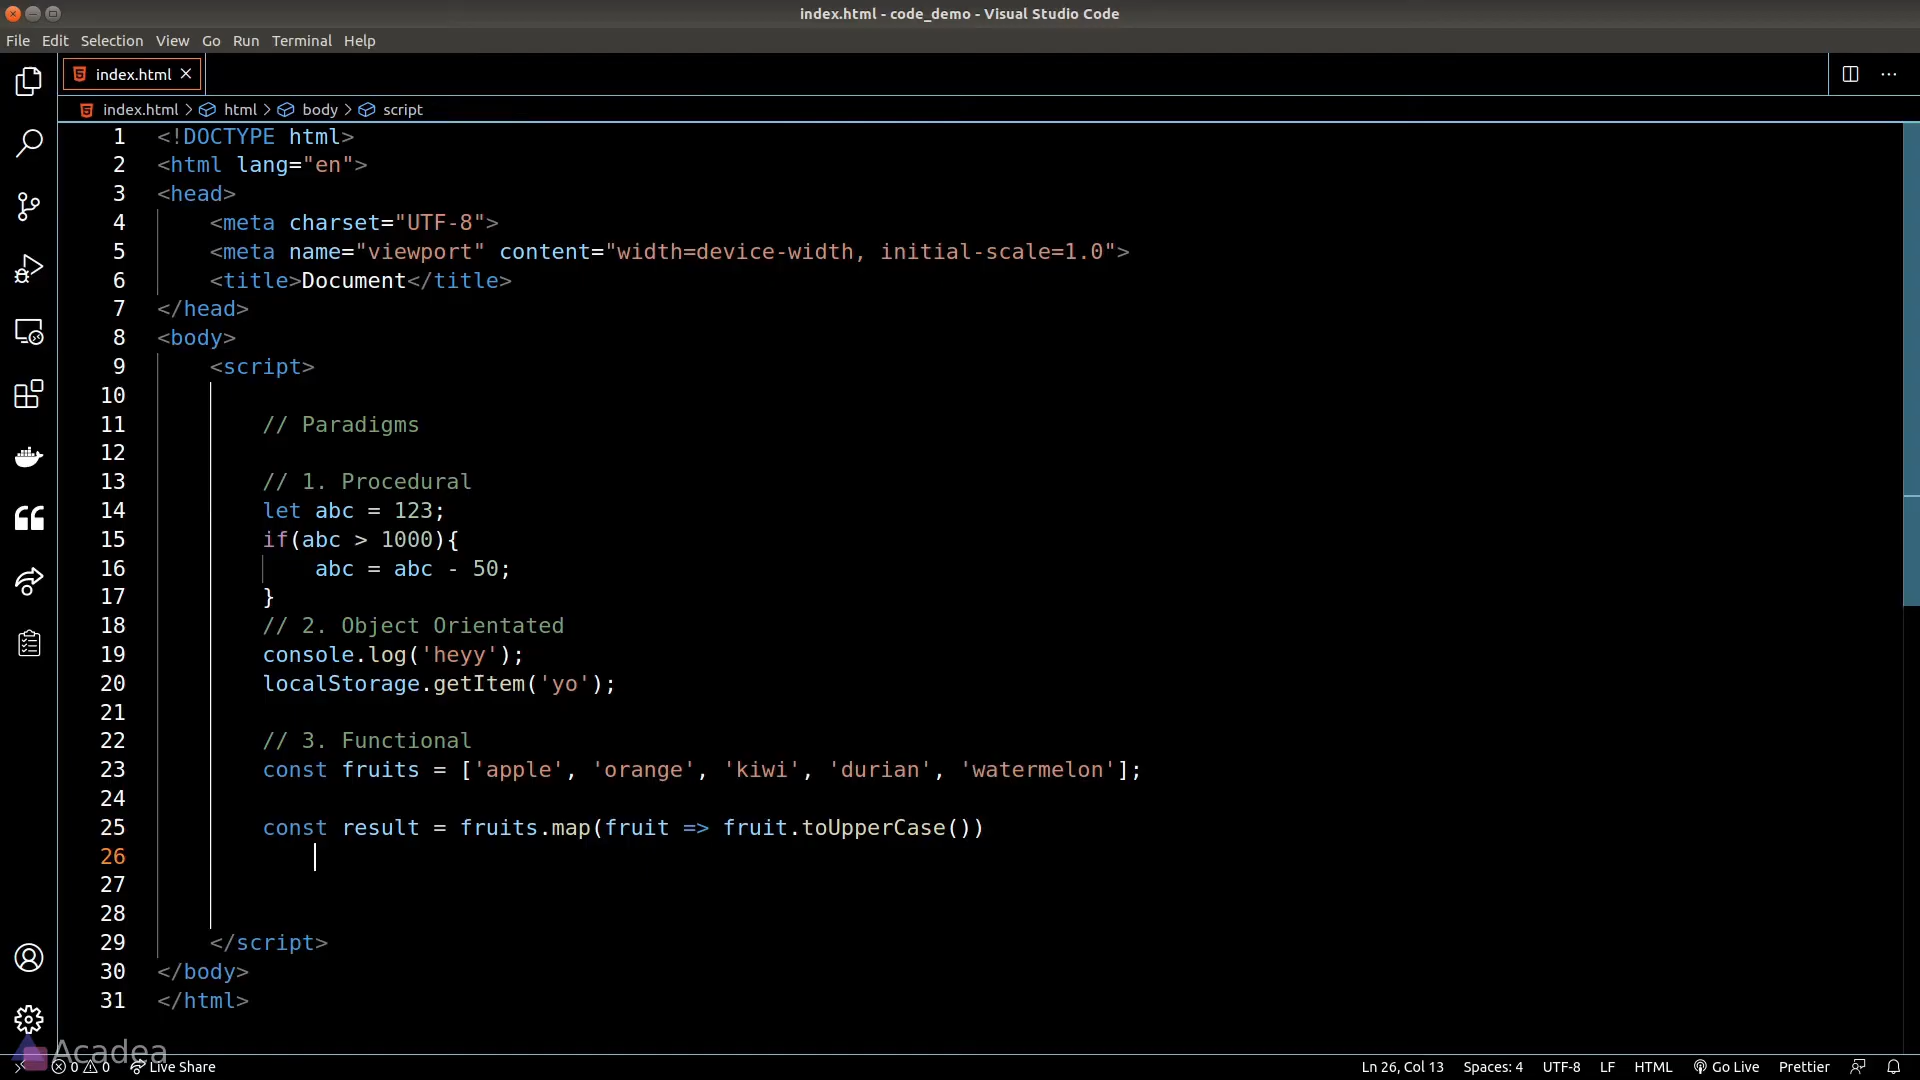 index.html - code_demo - Visual Studio Code
File Edit Selection View Go Run Terminal Help
index.html
index.html > html > body > script
1 <!DOCTYPE html>
2 <html lang="en">
3 <head>
4     <meta charset="UTF-8">
5     <meta name="viewport" content="width=device-width, initial-scale=1.0">
6     <title>Document</title>
7 </head>
8 <body>
9     <script>
10
11         // Paradigms
12
13         // 1. Procedural
14         let abc = 123;
15         if(abc > 1000){
16             abc = abc - 50;
17         }
18         // 2. Object Orientated
19         console.log('heyy');
20         localStorage.getItem('yo');
21
22         // 3. Functional
23         const fruits = ['apple', 'orange', 'kiwi', 'durian', 'watermelon'];
24
25         const result = fruits.map(fruit => fruit.toUpperCase())
26
27
28
29     </script>
30 </body>
31 </html>
Acadea
0 0 Live Share Ln 26, Col 13 Spaces: 4 UTF-8 LF HTML Go Live Prettier